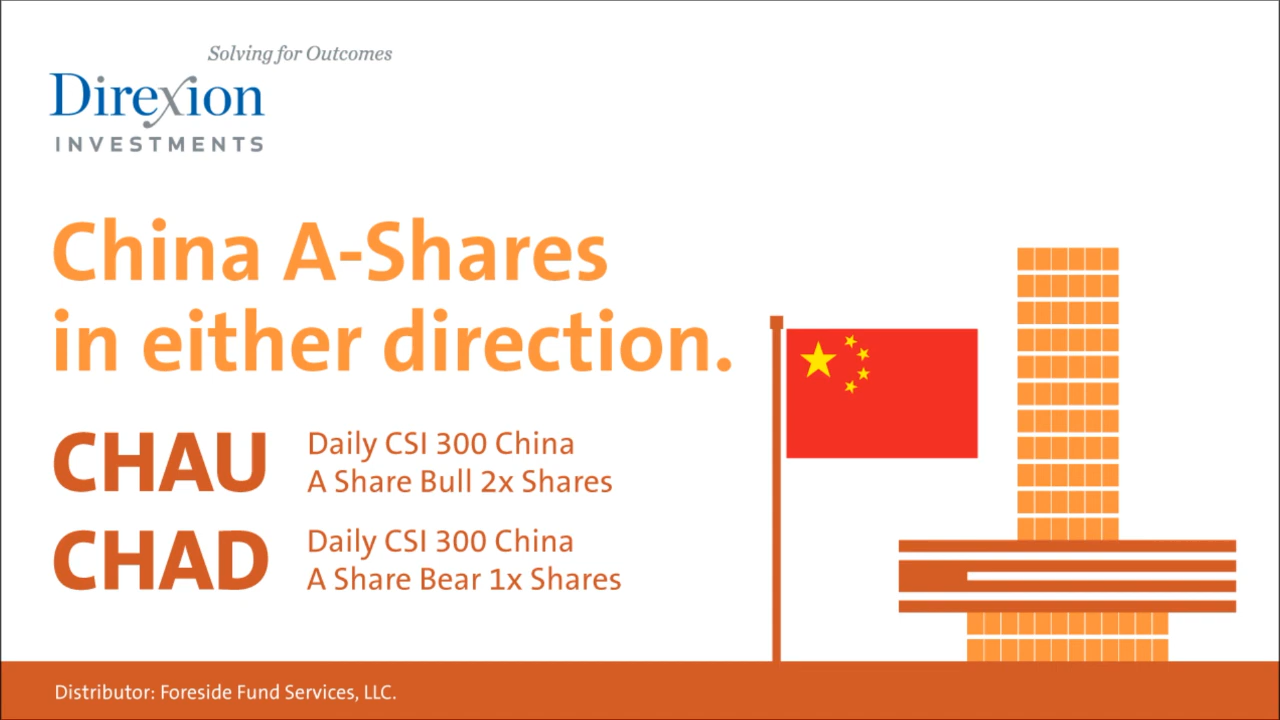 Solving for Outcomes
Direxion
INVESTMENTS
China A-Shares
in either direction.
CHAU
Daily CSI 300 China
A Share Bull 2x Shares
CHAD
Daily CSI 300 China
A Share Bear 1x Shares
Distributor: Foreside Fund Services, LLC.